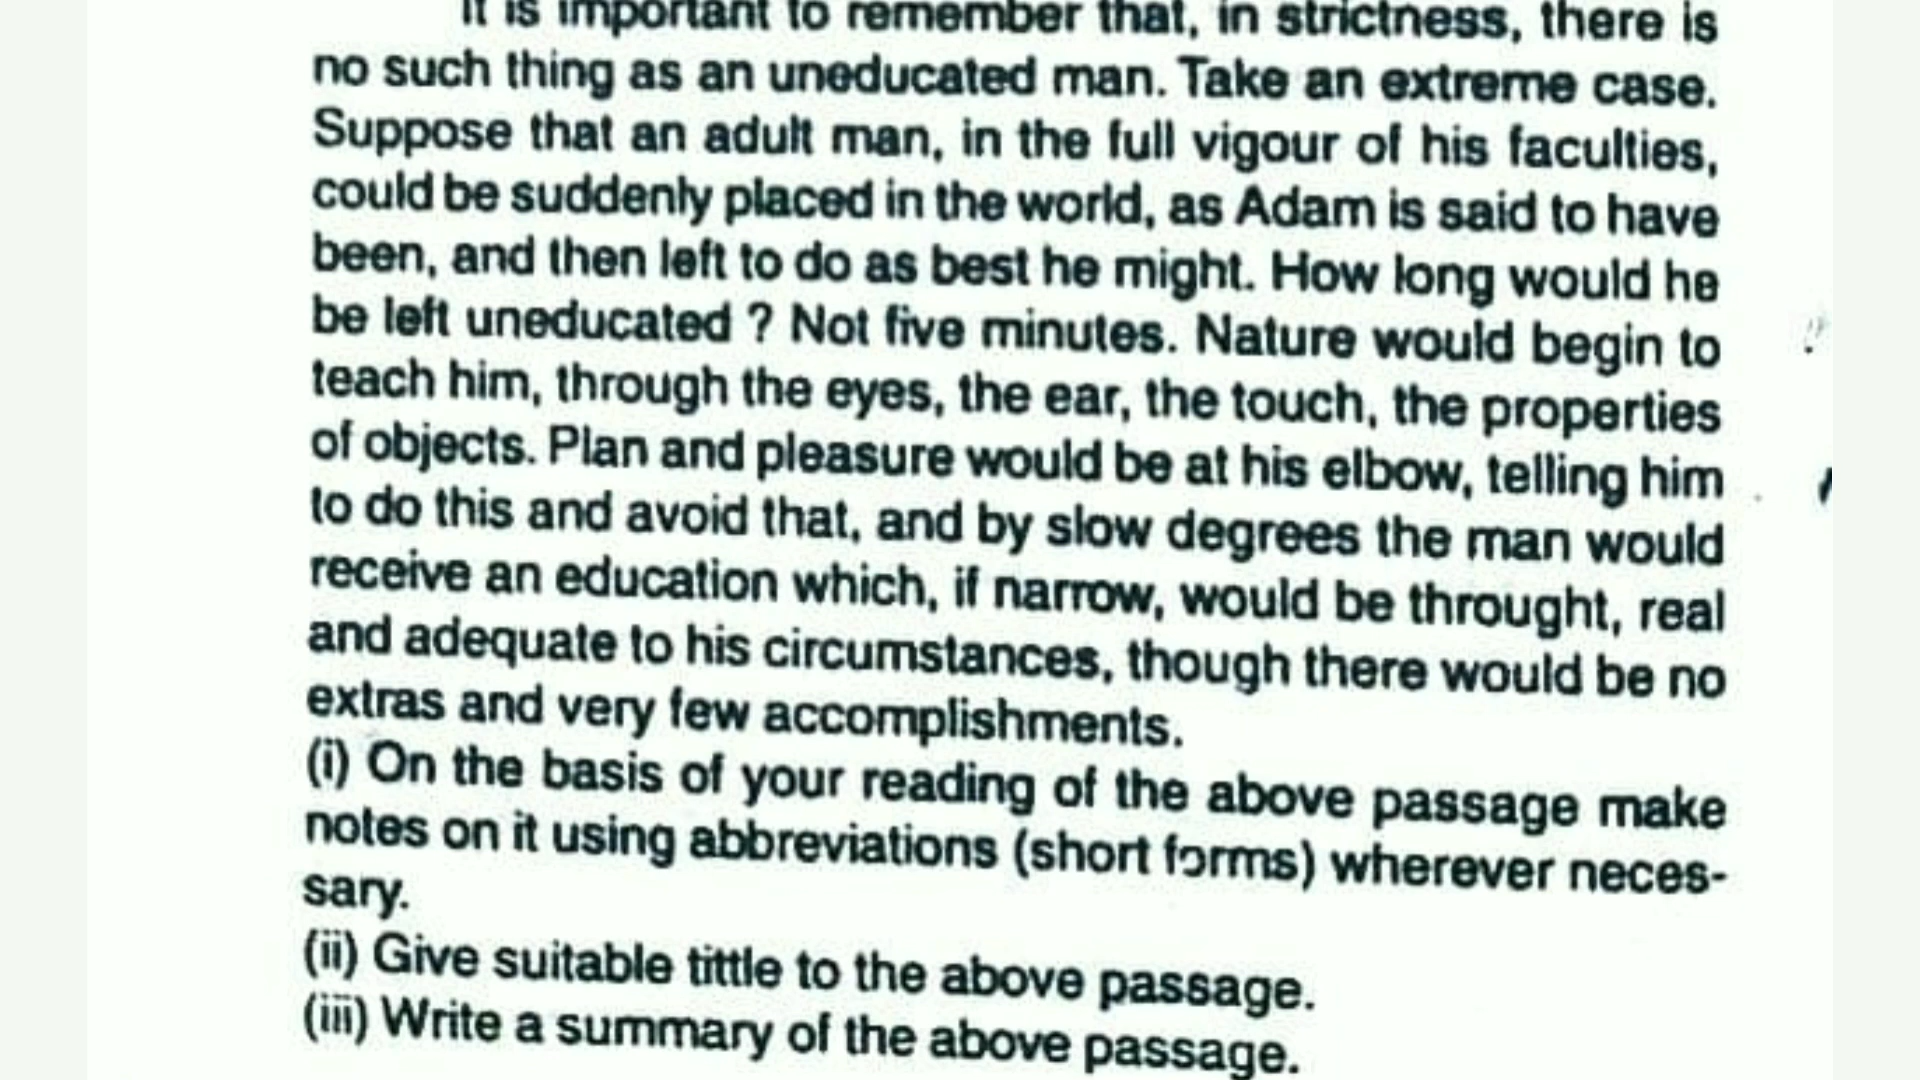 It is important to remember that, in strictness, there is
no such thing as an uneducated man. Take an extreme case.
Suppose that an adult man, in the full vigour of his faculties,
could be suddenly placed in the world, as Adam is said to have
been, and then left to do as best he might. How long would he
be left uneducated ? Not five minutes. Nature would begin to
teach him, through the eyes, the ear, the touch, the properties
of objects. Plan and pleasure would be at his elbow, telling him
to do this and avoid that, and by slow degrees the man would
receive an education which, if narrow, would be throught, real
and adequate to his circumstances, though there would be no
extras and very few accomplishments.
(i) On the basis of your reading of the above passage make
notes on it using abbreviations (short forms) wherever neces-
sary.
(ii) Give suitable tittle to the above passage.
(iii) Write a summary of the above passage.